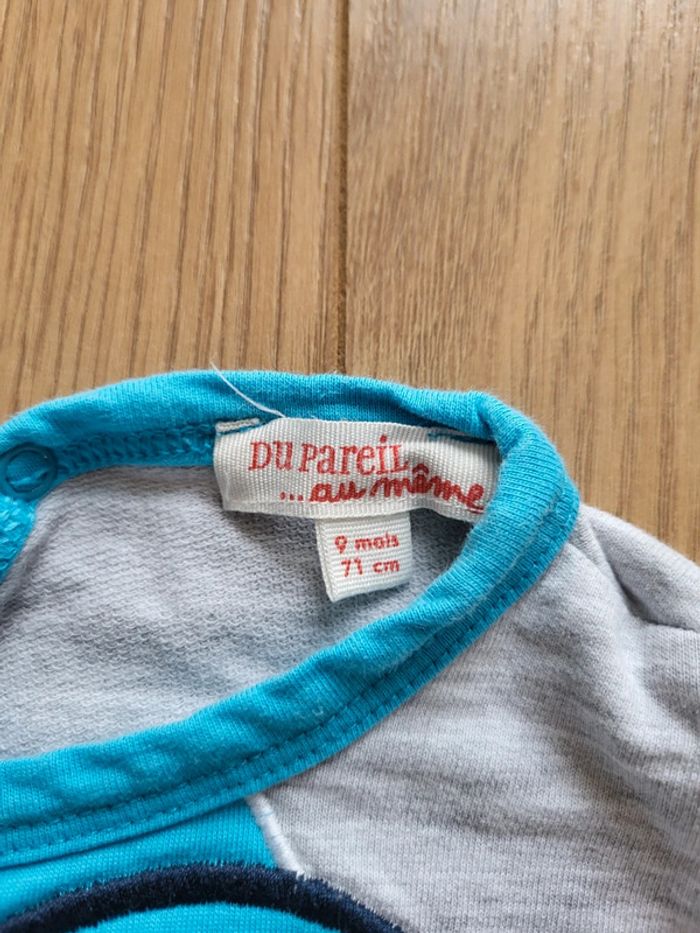 DU PAREIL
...au même
9 mois
71 cm